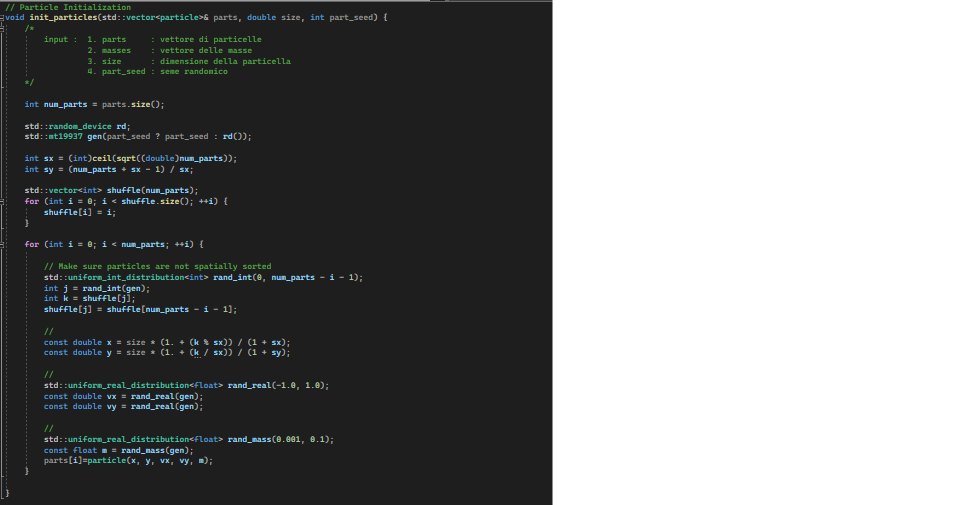 // Particle Initialization
void init_particles(std::vector<particle>& parts, double size, int part_seed) {
/*
input :  1. parts     : vettore di particelle
2. masses    : vettore delle masse
3. size      : dimensione della particella
4. part_seed : seme randomico
*/
int num_parts = parts.size();
std::random_device rd;
std::mt19937 gen(part_seed ? part_seed : rd());
int sx = (int)ceil(sqrt((double)num_parts));
int sy = (num_parts + sx - 1) / sx;
std::vector<int> shuffle(num_parts);
for (int i = 0; i < shuffle.size(); ++i) {
shuffle[i] = i;
}
for (int i = 0; i < num_parts; ++i) {
// Make sure particles are not spatially sorted
std::uniform_int_distribution<int> rand_int(0, num_parts - i - 1);
int j = rand_int(gen);
int k = shuffle[j];
shuffle[j] = shuffle[num_parts - i - 1];
//
const double x = size * (1. + (k % sx)) / (1 + sx);
const double y = size * (1. + (k / sx)) / (1 + sy);
//
std::uniform_real_distribution<float> rand_real(-1.0, 1.0);
const double vx = rand_real(gen);
const double vy = rand_real(gen);
//
std::uniform_real_distribution<float> rand_mass(0.001, 0.1);
const float m = rand_mass(gen);
parts[i]=particle(x, y, vx, vy, m);
}
}